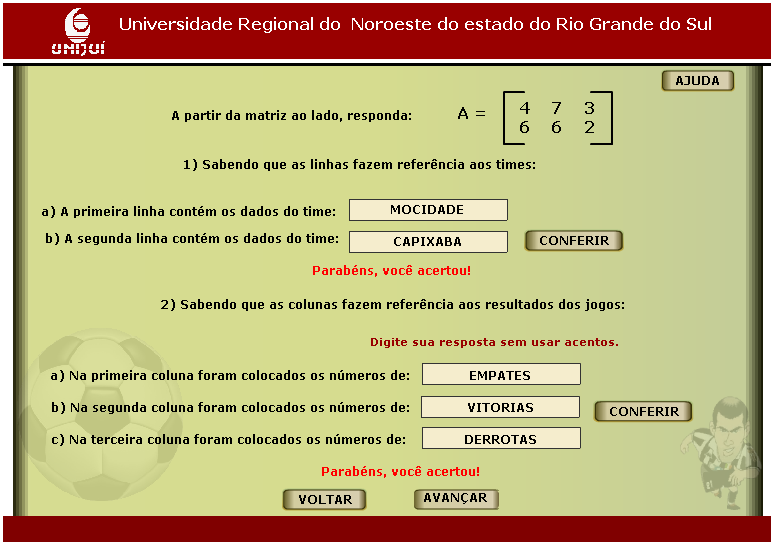 UNIJUÍ
Universidade Regional do Noroeste do estado do Rio Grande do Sul
AJUDA
A partir da matriz ao lado, responda:
A =
4 7 3
6 6 2
1) Sabendo que as linhas fazem referência aos times:
a) A primeira linha contém os dados do time: MOCIDADE
b) A segunda linha contém os dados do time: CAPIXABA CONFERIR
Parabéns, você acertou!
2) Sabendo que as colunas fazem referência aos resultados dos jogos:
Digite sua resposta sem usar acentos.
a) Na primeira coluna foram colocados os números de: EMPATES
b) Na segunda coluna foram colocados os números de: VITORIAS CONFERIR
c) Na terceira coluna foram colocados os números de: DERROTAS
Parabéns, você acertou!
VOLTAR AVANÇAR